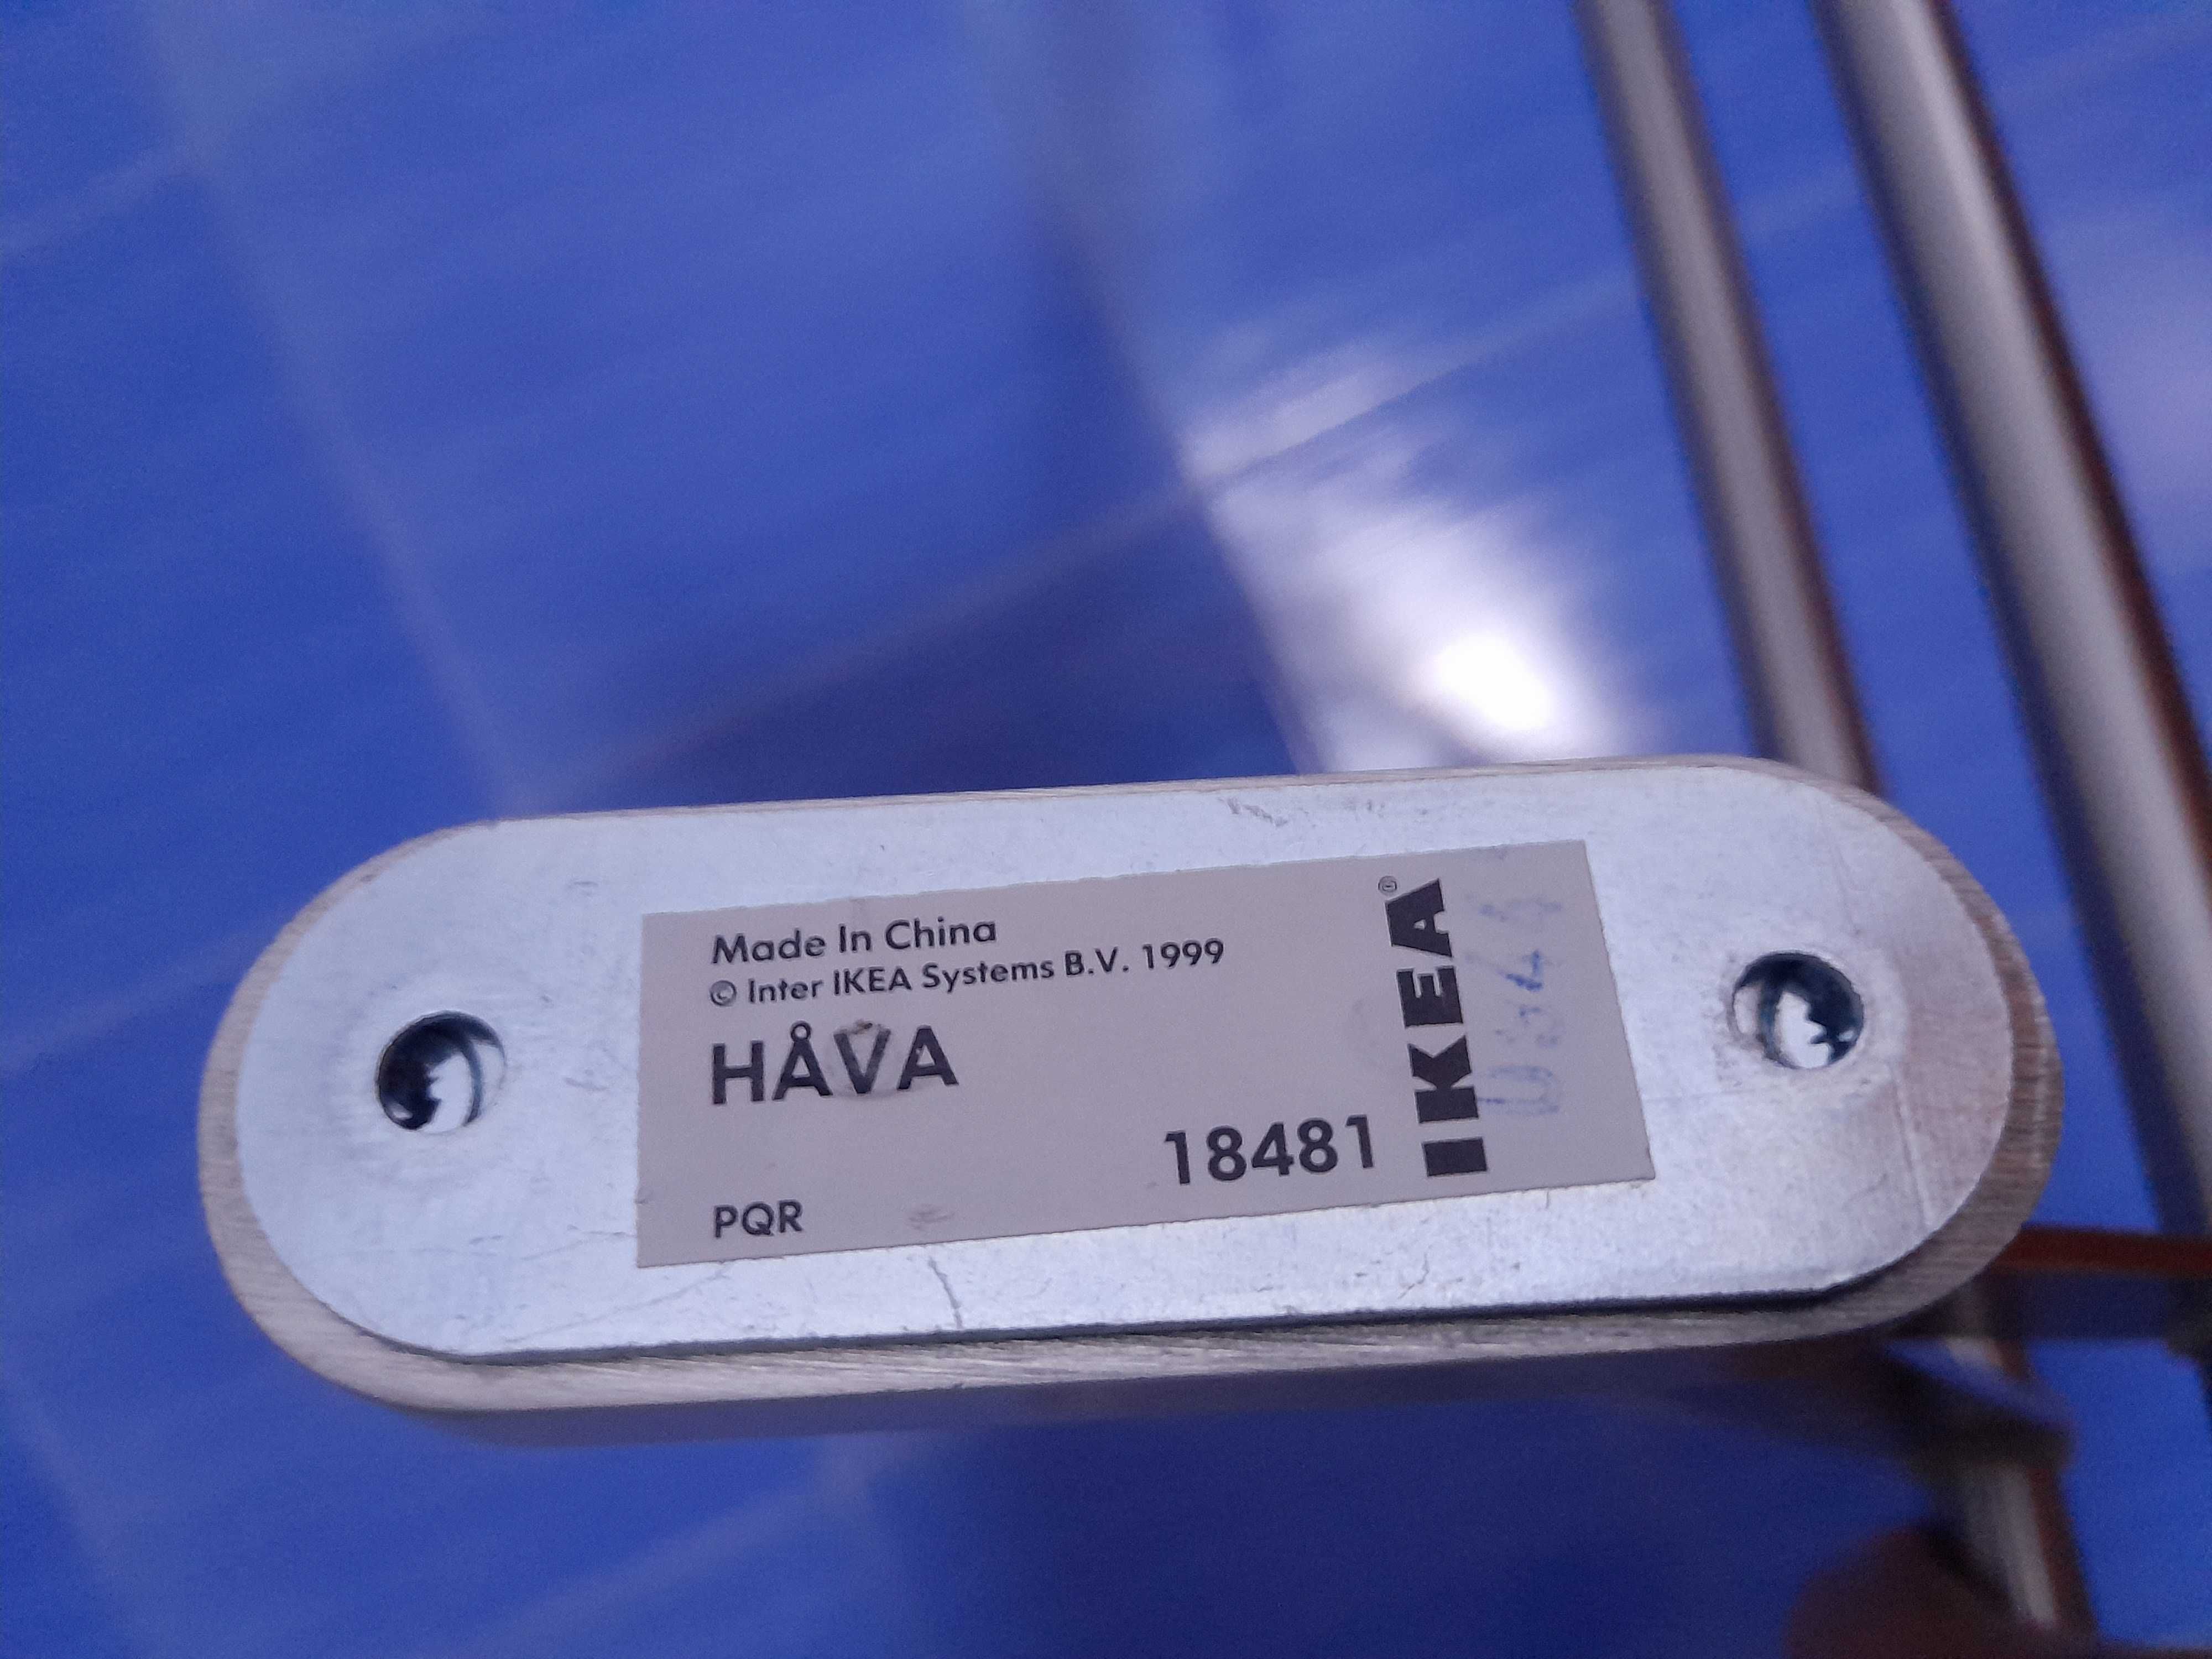 Made In China
© Inter IKEA Systems B.V. 1999
HÅVA
18481
PQR
IKEA®